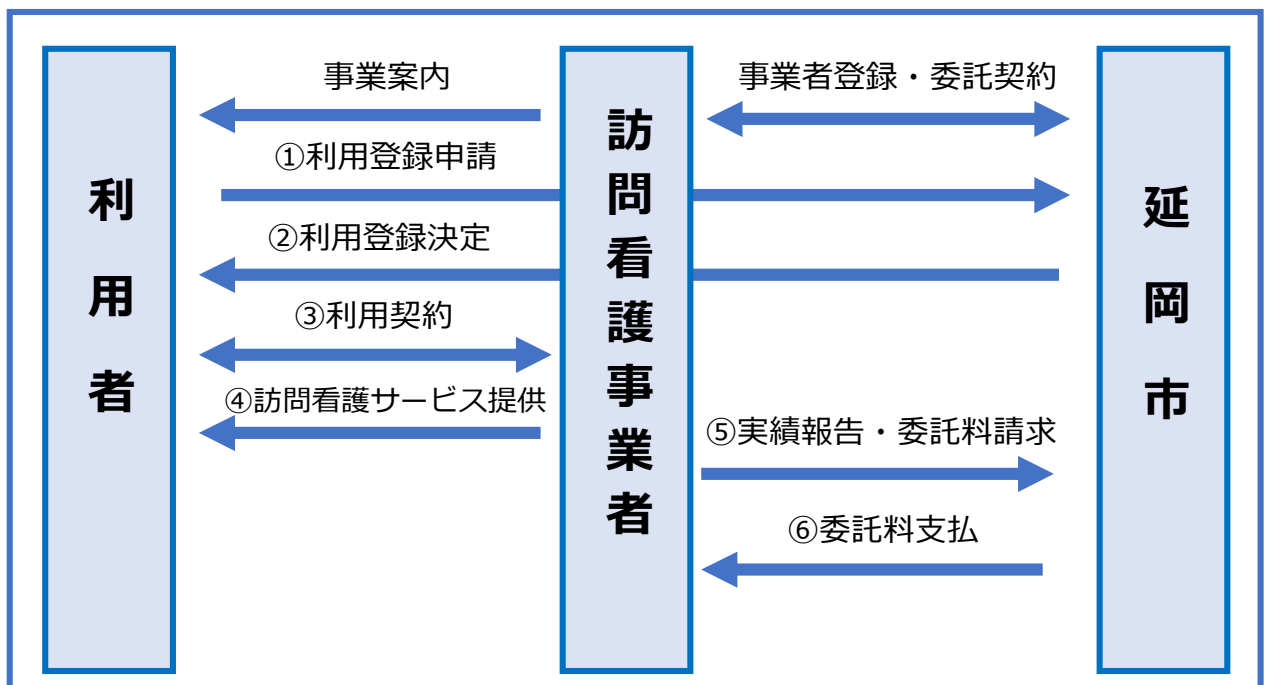 利用者
訪問看護事業者
延岡市
事業案内
事業者登録・委託契約
①利用登録申請
②利用登録決定
③利用契約
④訪問看護サービス提供
⑤実績報告・委託料請求
⑥委託料支払